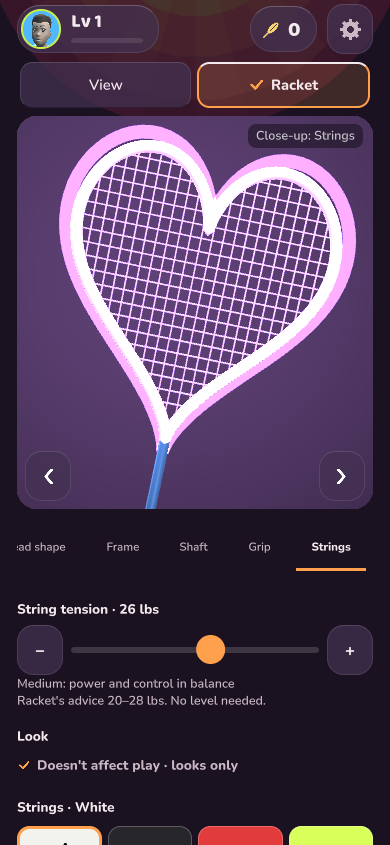 Lv 1
0
View
Racket
Close-up: Strings
ead shape
Frame
Shaft
Grip
Strings
String tension · 26 lbs
−
+
Medium: power and control in balance
Racket's advice 20–28 lbs. No level needed.
Look
Doesn't affect play · looks only
Strings · White